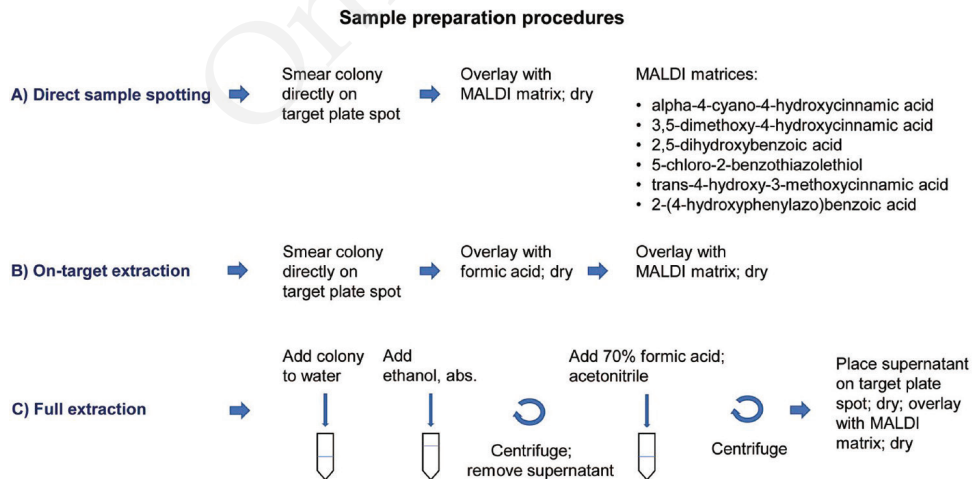 Sample preparation procedures
A) Direct sample spotting
Smear colony
directly on
target plate spot
Overlay with
MALDI matrix; dry
MALDI matrices:
• alpha-4-cyano-4-hydroxycinnamic acid
• 3,5-dimethoxy-4-hydroxycinnamic acid
• 2,5-dihydroxybenzoic acid
• 5-chloro-2-benzothiazolethiol
• trans-4-hydroxy-3-methoxycinnamic acid
• 2-(4-hydroxyphenylazo)benzoic acid
B) On-target extraction
Smear colony
directly on
target plate spot
Overlay with
formic acid; dry
Overlay with
MALDI matrix; dry
C) Full extraction
Add colony
to water
Add
ethanol, abs.
Centrifuge;
remove supernatant
Add 70% formic acid;
acetonitrile
Centrifuge
Place supernatant
on target plate
spot; dry; overlay
with MALDI
matrix; dry